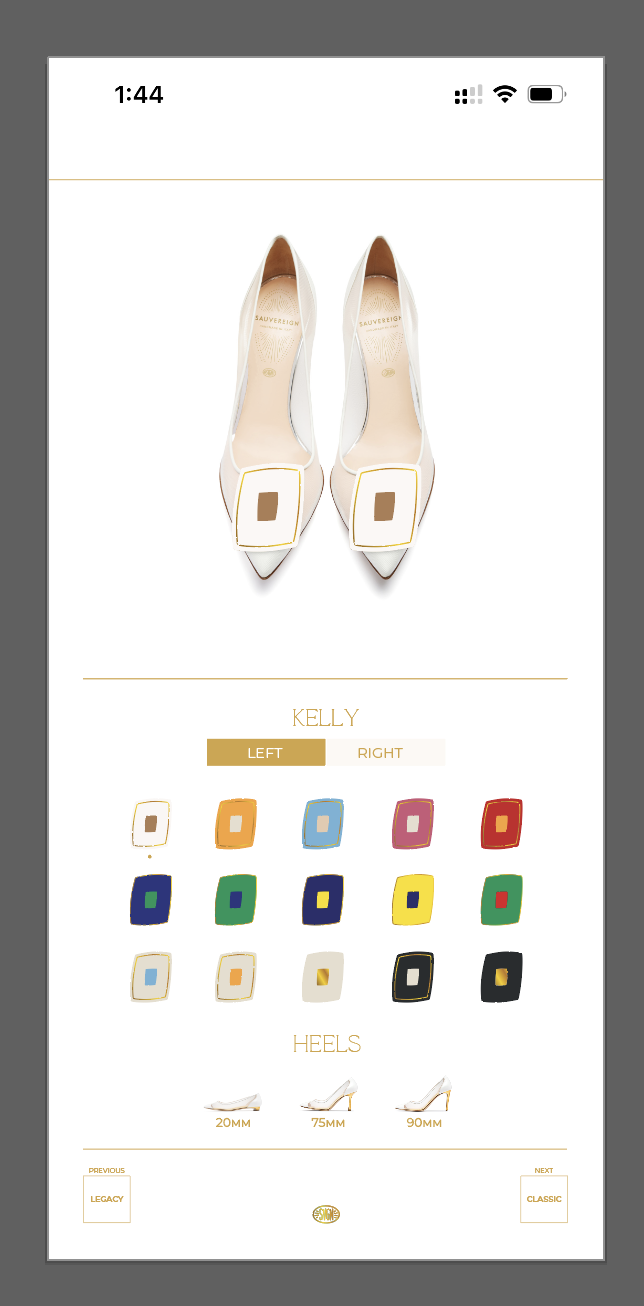 1:44
SAUVEREIGN
SAUVEREIGN
KELLY
LEFT RIGHT
HEELS
20MM 75MM 90MM
PREVIOUS NEXT
LEGACY CLASSIC